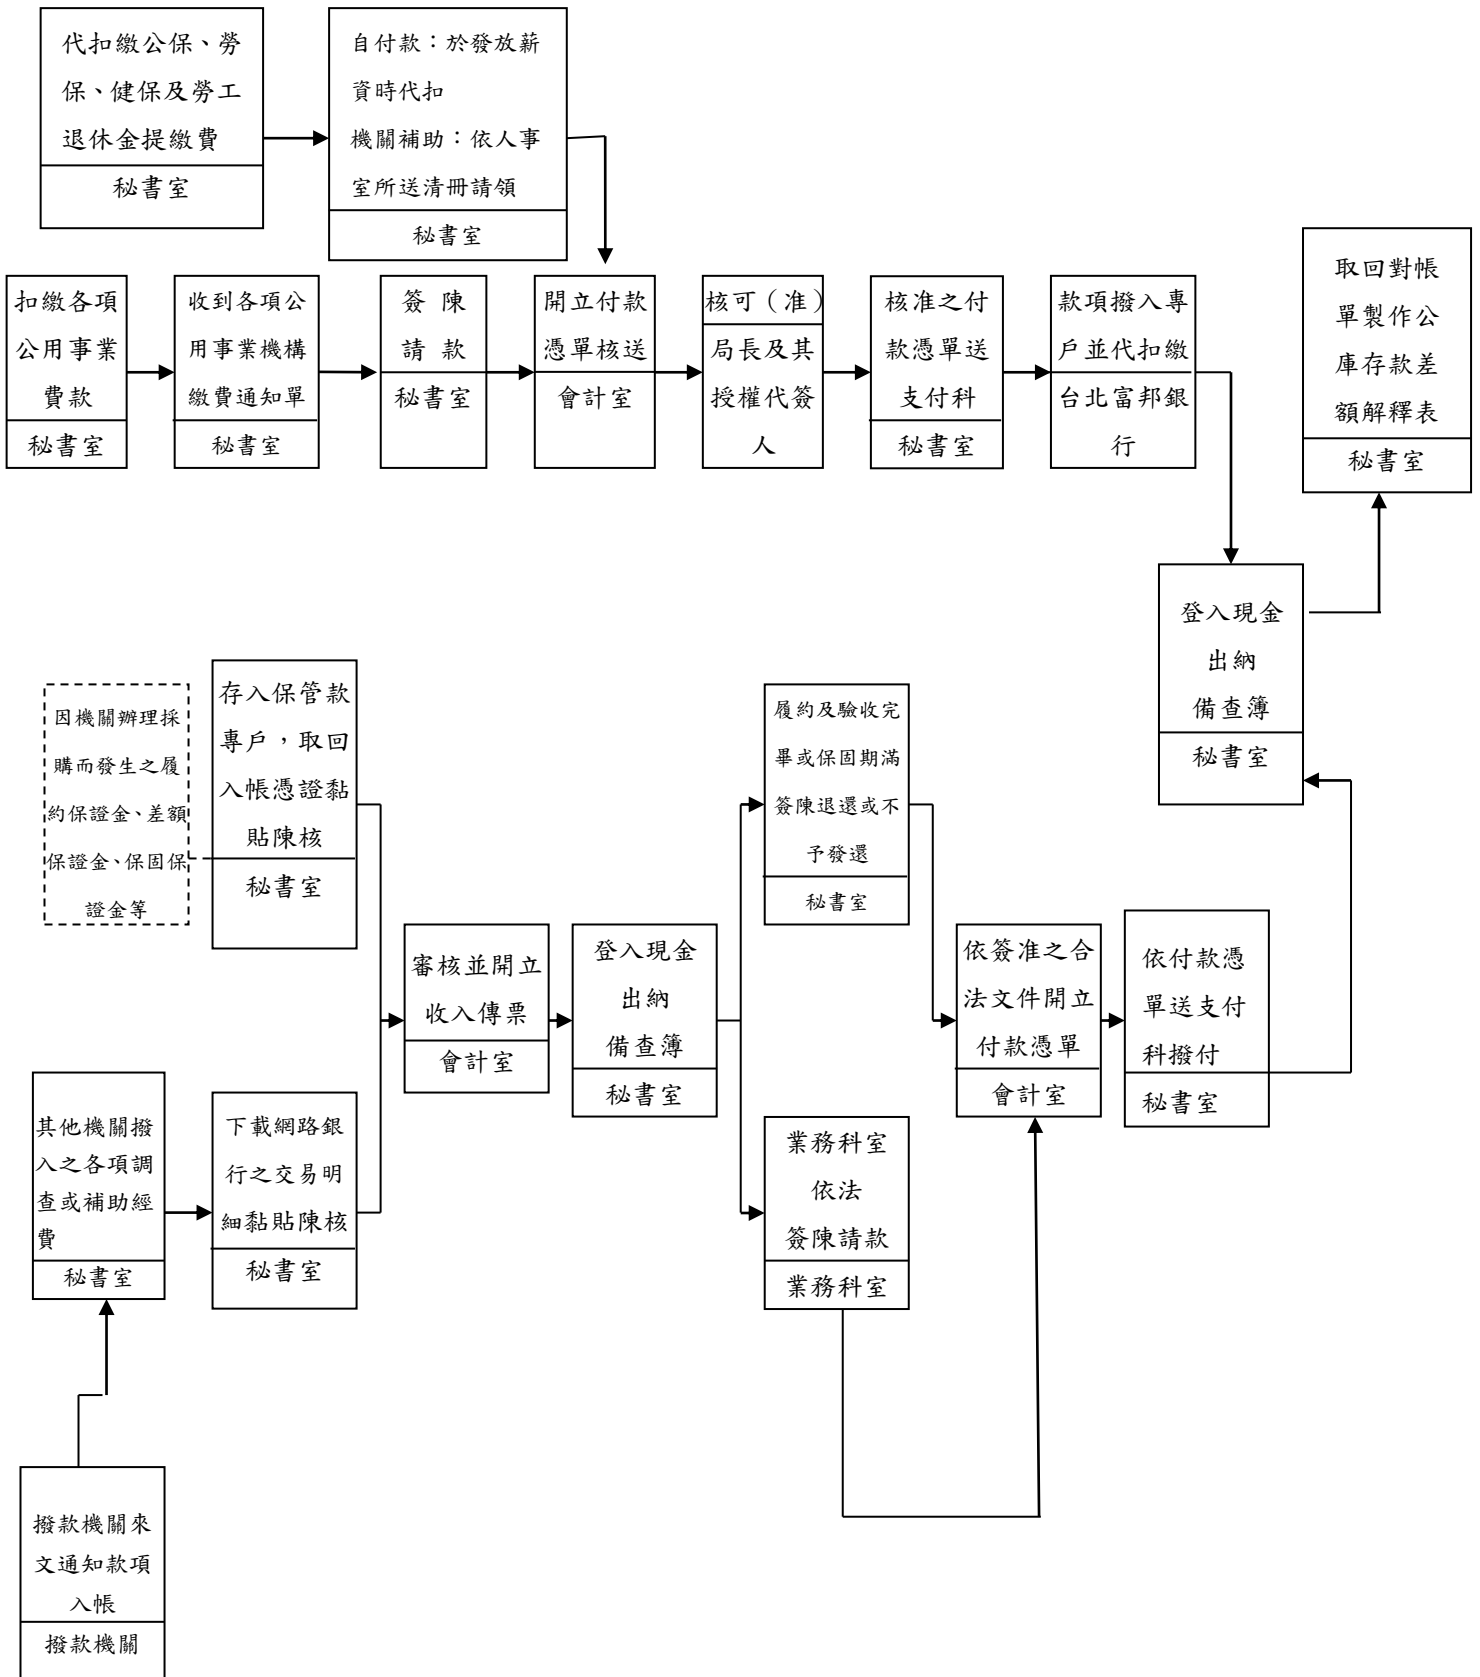 代扣繳公保、勞
保、健保及勞工
退休金提繳費
秘書室
自付款：於發放薪
資時代扣
機關補助：依人事
室所送清冊請領
秘書室
扣繳各項
公用事業
費款
秘書室
收到各項公
用事業機構
繳費通知單
秘書室
簽 陳
請 款
秘書室
開立付款
憑單核送
會計室
核可（准）
局長及其
授權代簽
人
核准之付
款憑單送
支付科
秘書室
款項撥入專
戶並代扣繳
台北富邦銀
行
取回對帳
單製作公
庫存款差
額解釋表
秘書室
登入現金
出納
備查簿
秘書室
因機關辦理採
購而發生之履
約保證金、差額
保證金、保固保
證金等
存入保管款
專戶，取回
入帳憑證黏
貼陳核
秘書室
履約及驗收完
畢或保固期滿
簽陳退還或不
予發還
秘書室
審核並開立
收入傳票
會計室
登入現金
出納
備查簿
秘書室
依簽准之合
法文件開立
付款憑單
會計室
依付款憑
單送支付
科撥付
秘書室
其他機關撥
入之各項調
查或補助經
費
秘書室
下載網路銀
行之交易明
細黏貼陳核
秘書室
業務科室
依法
簽陳請款
業務科室
撥款機關來
文通知款項
入帳
撥款機關